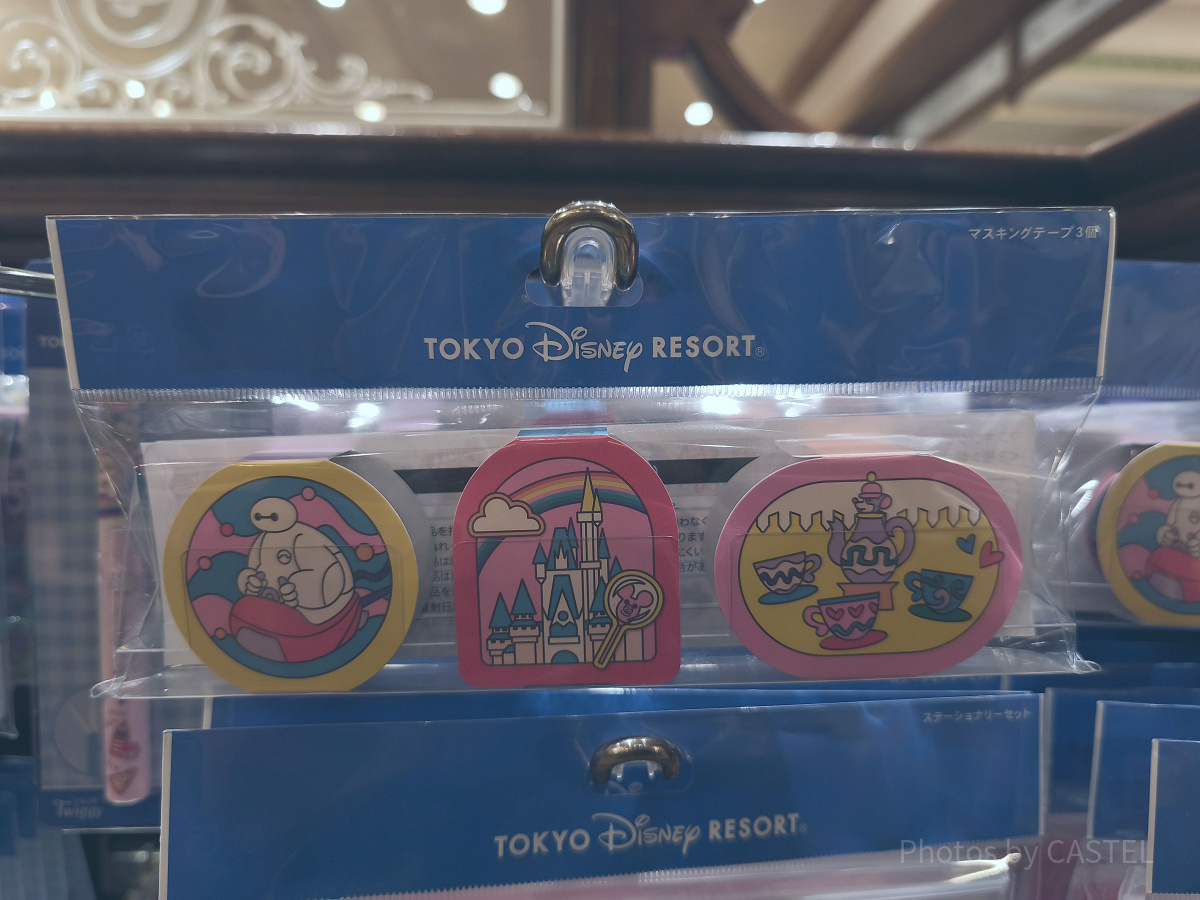 マスキングテープ3個
TOKYO Disney RESORT®
ステーショナリーセット
TOKYO Disney RESORT
Twiggy
Photos by CASTEL